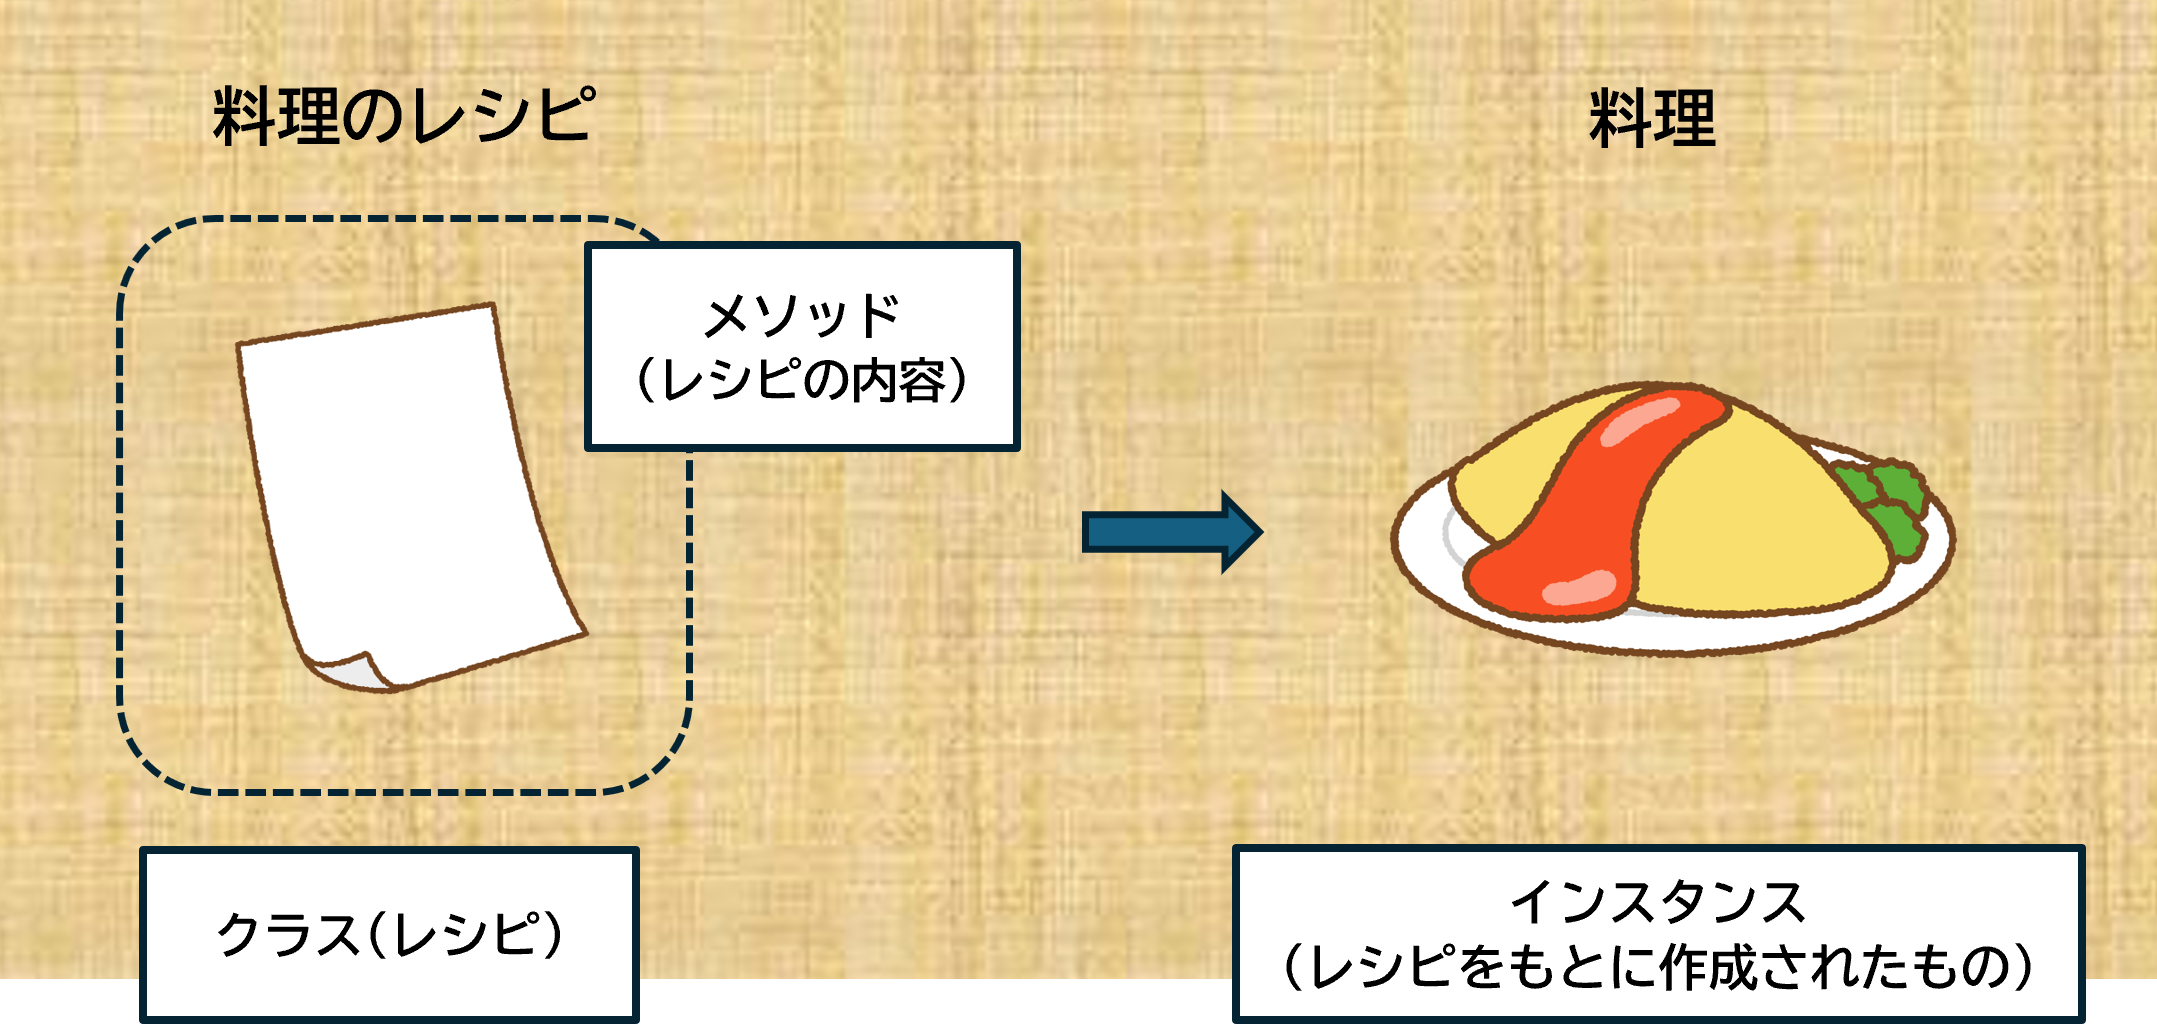 料理のレシピ
料理
メソッド
（レシピの内容）
クラス（レシピ）
インスタンス
（レシピをもとに作成されたもの）